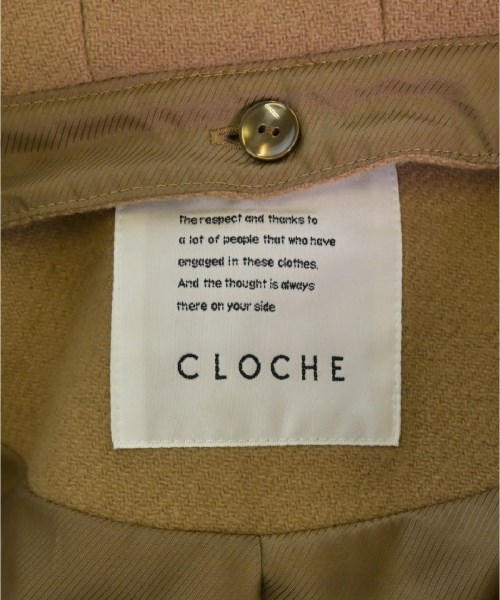 The respect and thanks to
a lot of people that who have
engaged in these clothes.
And the thought is always
there on your side
CLOCHE